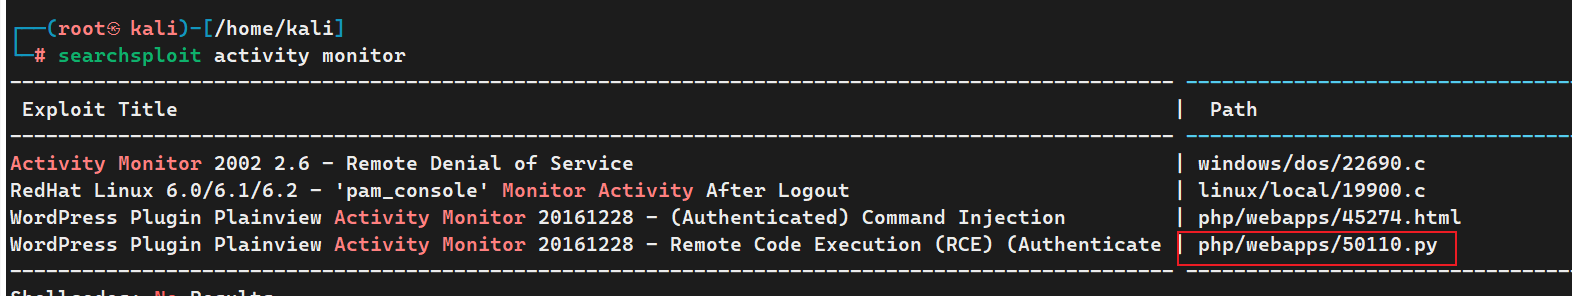 ┌──(root㉿ kali)-[/home/kali]
└─# searchsploit activity monitor
Exploit Title | Path
Activity Monitor 2002 2.6 - Remote Denial of Service | windows/dos/22690.c
RedHat Linux 6.0/6.1/6.2 - 'pam_console' Monitor Activity After Logout | linux/local/19900.c
WordPress Plugin Plainview Activity Monitor 20161228 - (Authenticated) Command Injection | php/webapps/45274.html
WordPress Plugin Plainview Activity Monitor 20161228 - Remote Code Execution (RCE) (Authenticate | php/webapps/50110.py
Shellcodes: No Results